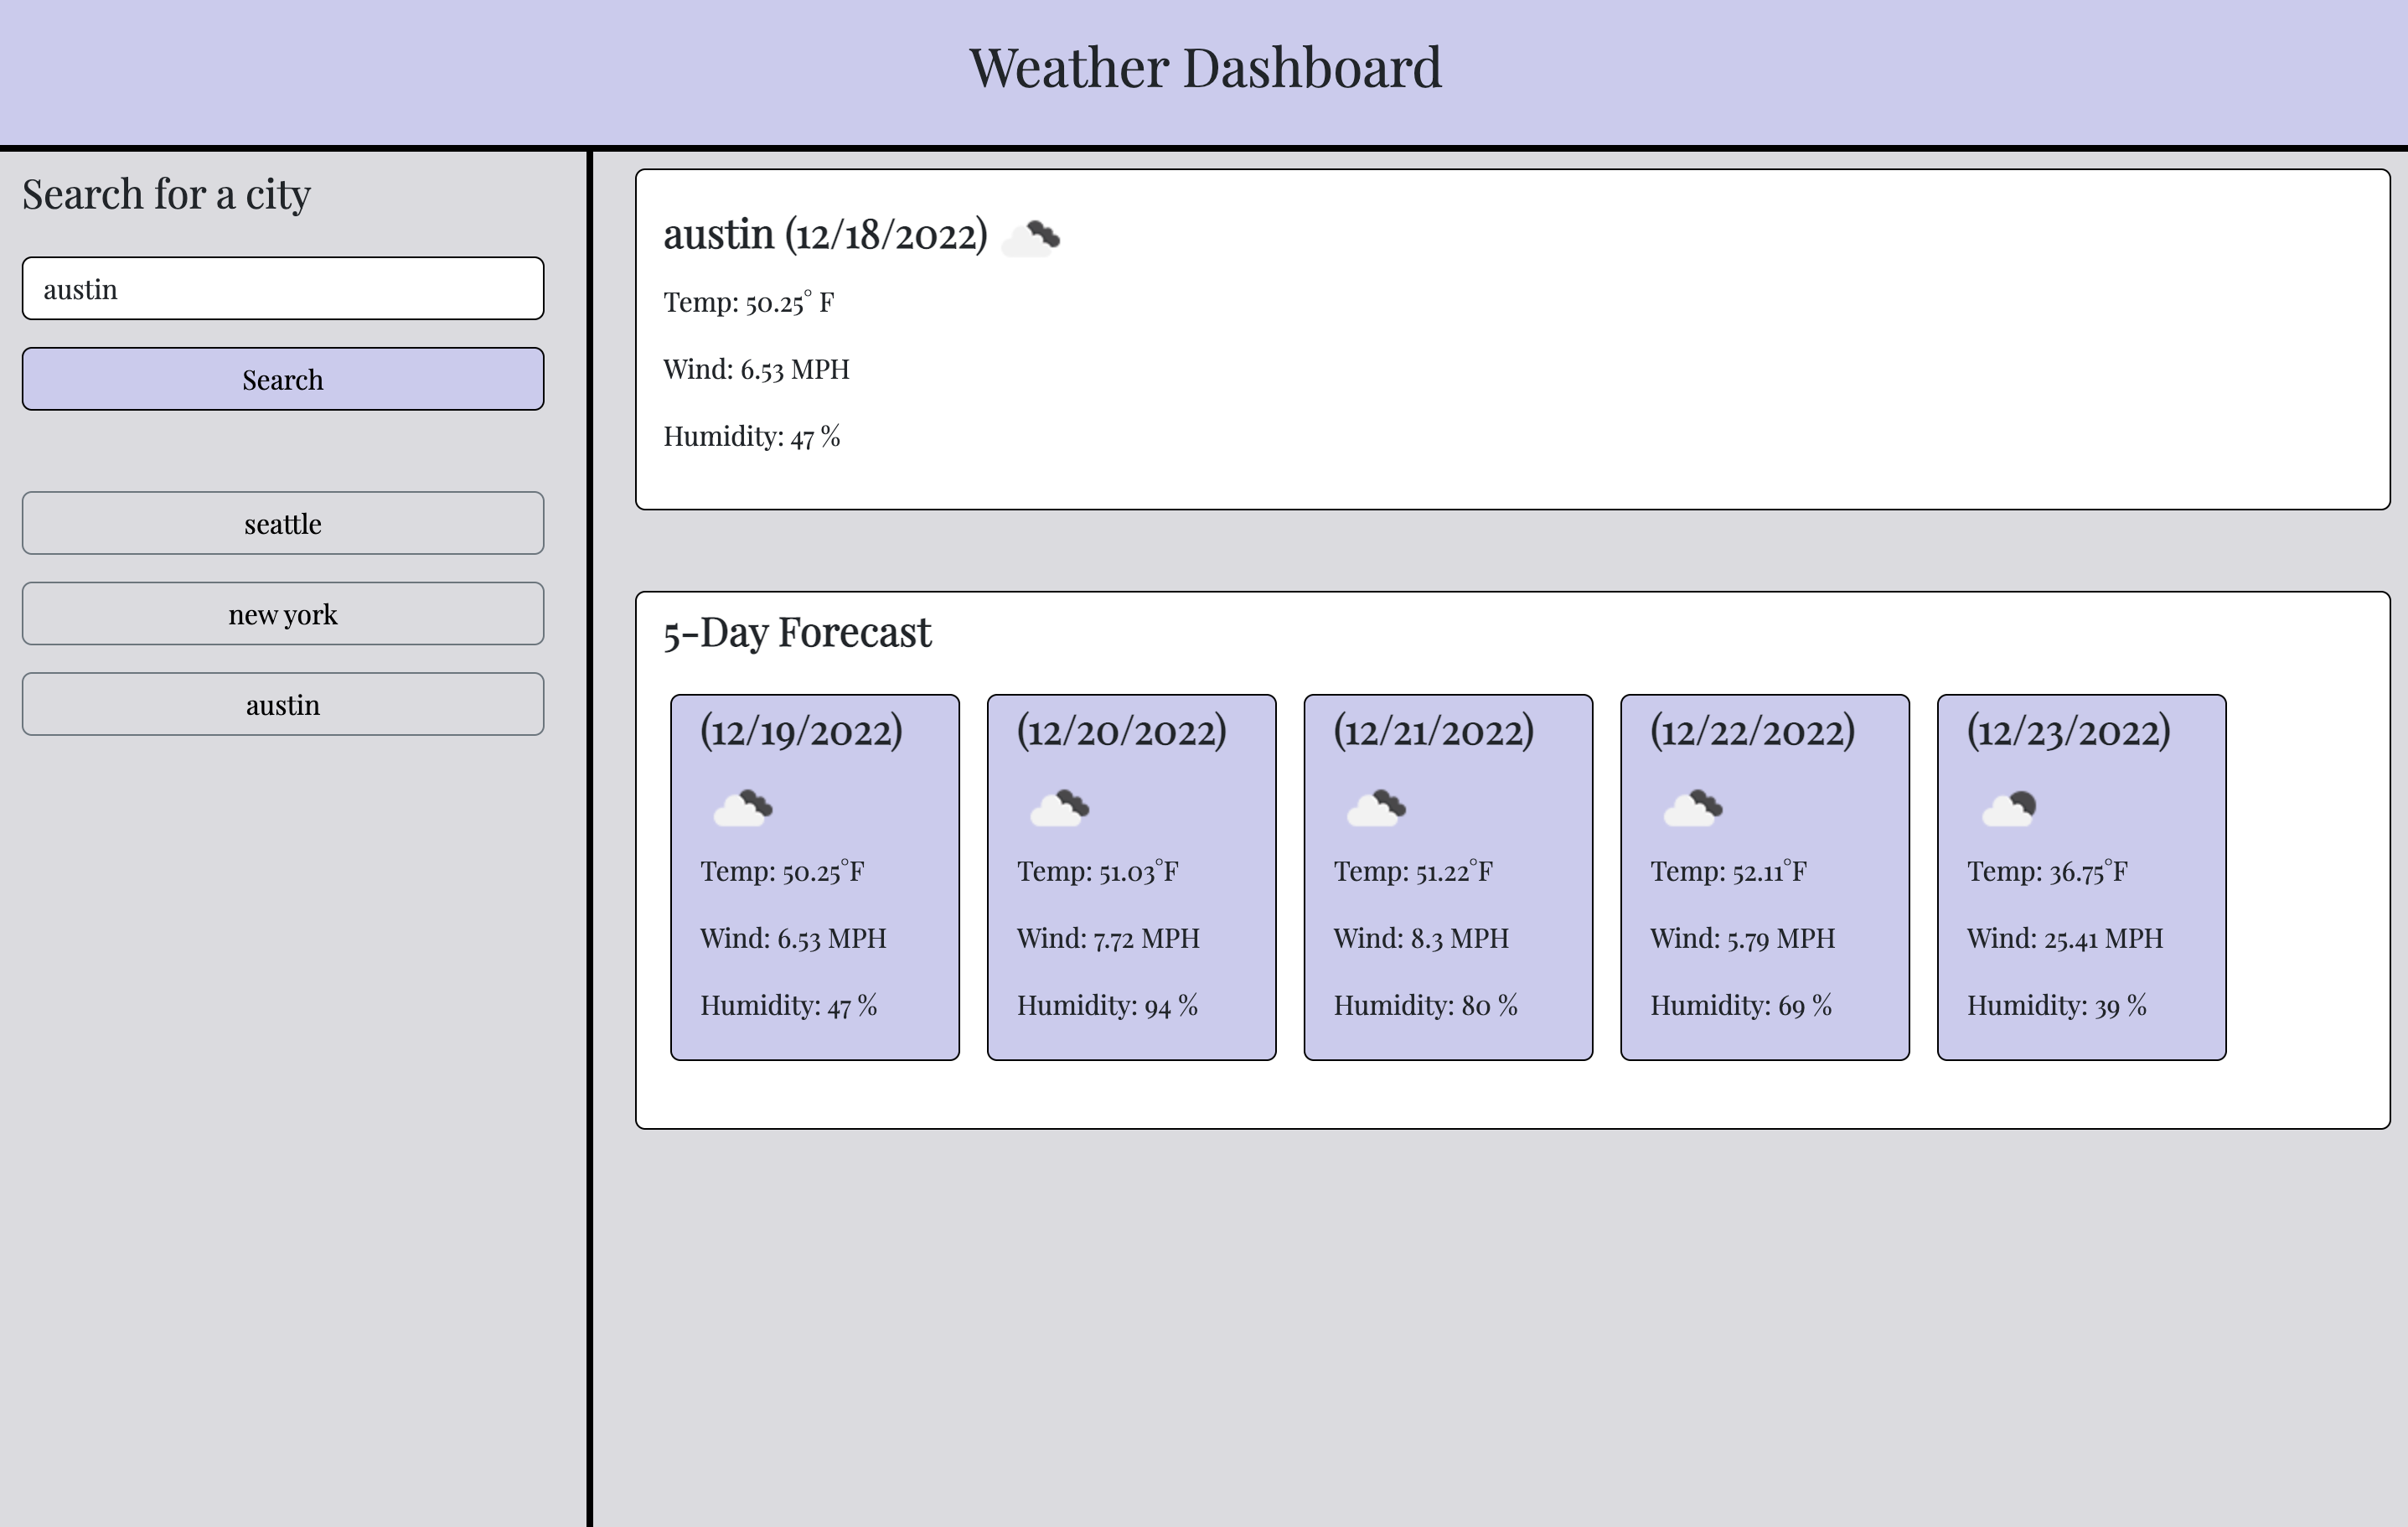 Weather Dashboard
Search for a city
austin
Search
seattle
new york
austin
austin (12/18/2022)
Temp: 50.25° F
Wind: 6.53 MPH
Humidity: 47 %
5-Day Forecast
(12/19/2022)
Temp: 50.25°F
Wind: 6.53 MPH
Humidity: 47 %
(12/20/2022)
Temp: 51.03°F
Wind: 7.72 MPH
Humidity: 94 %
(12/21/2022)
Temp: 51.22°F
Wind: 8.3 MPH
Humidity: 80 %
(12/22/2022)
Temp: 52.11°F
Wind: 5.79 MPH
Humidity: 69 %
(12/23/2022)
Temp: 36.75°F
Wind: 25.41 MPH
Humidity: 39 %